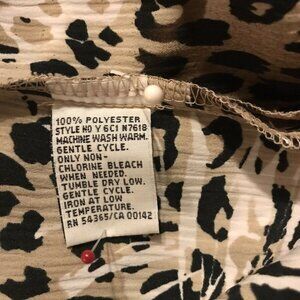 100% POLYESTER
STYLE NO Y 6C1 N7618
MACHINE WASH WARM.
GENTLE CYCLE.
ONLY NON-
CHLORINE BLEACH
WHEN NEEDED.
TUMBLE DRY LOW.
GENTLE CYCLE.
IRON AT LOW
TEMPERATURE.
RN 54365/CA 00142